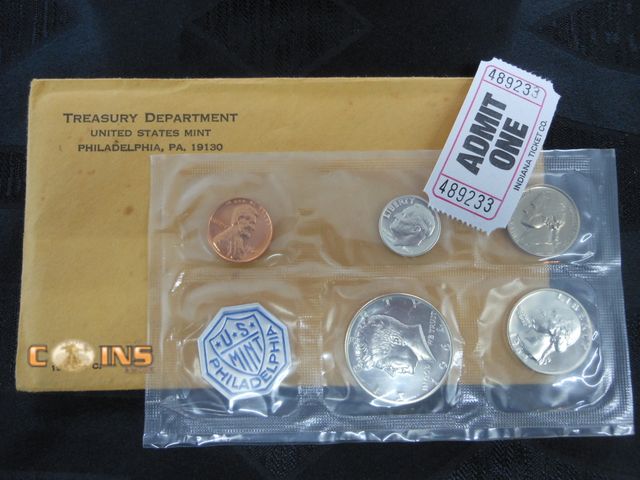 TREASURY DEPARTMENT
UNITED STATES MINT
PHILADELPHIA, PA. 19130
489233
ADMIT
ONE
INDIANA TICKET CO.
489233
LIBERTY
U·S
MINT
PHILADELPHIA
LIBERTY
COINS